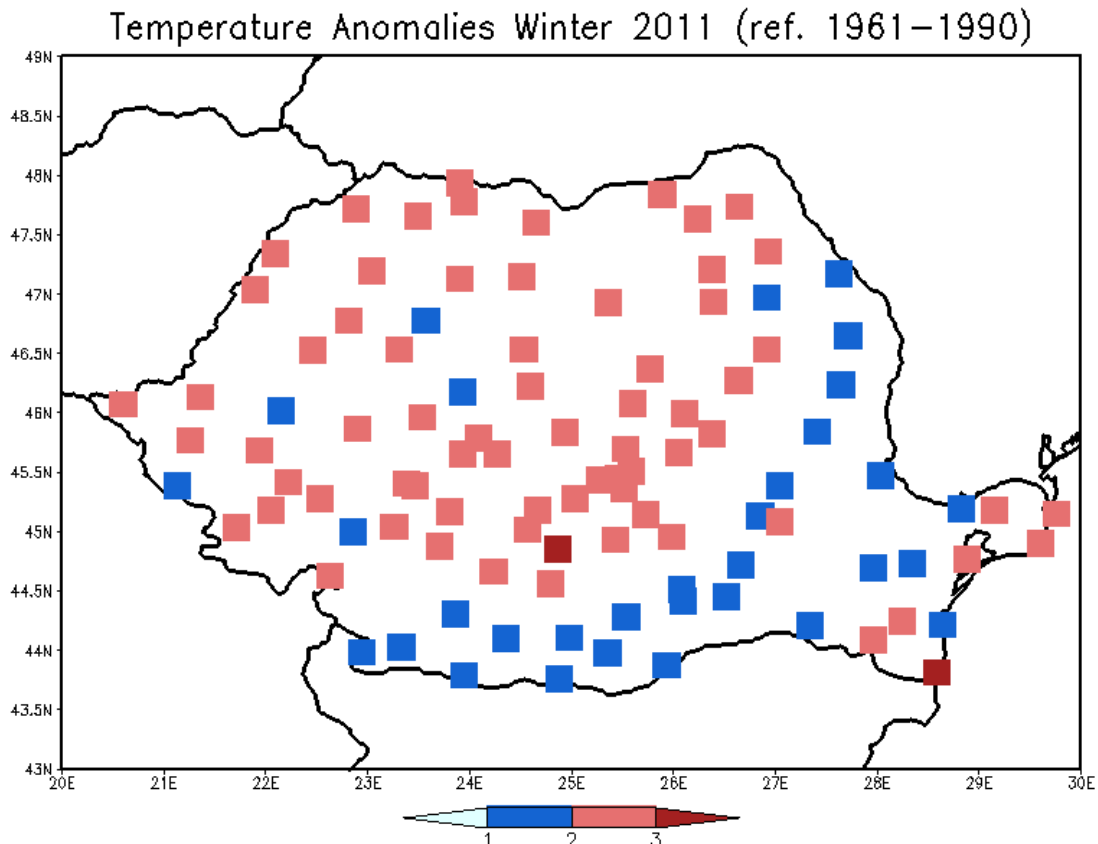 Temperature Anomalies Winter 2011 (ref. 1961−1990)
49N
48.5N
48N
47.5N
47N
46.5N
46N
45.5N
45N
44.5N
44N
43.5N
43N
20E 21E 22E 23E 24E 25E 26E 27E 28E 29E 30E
1 2 3